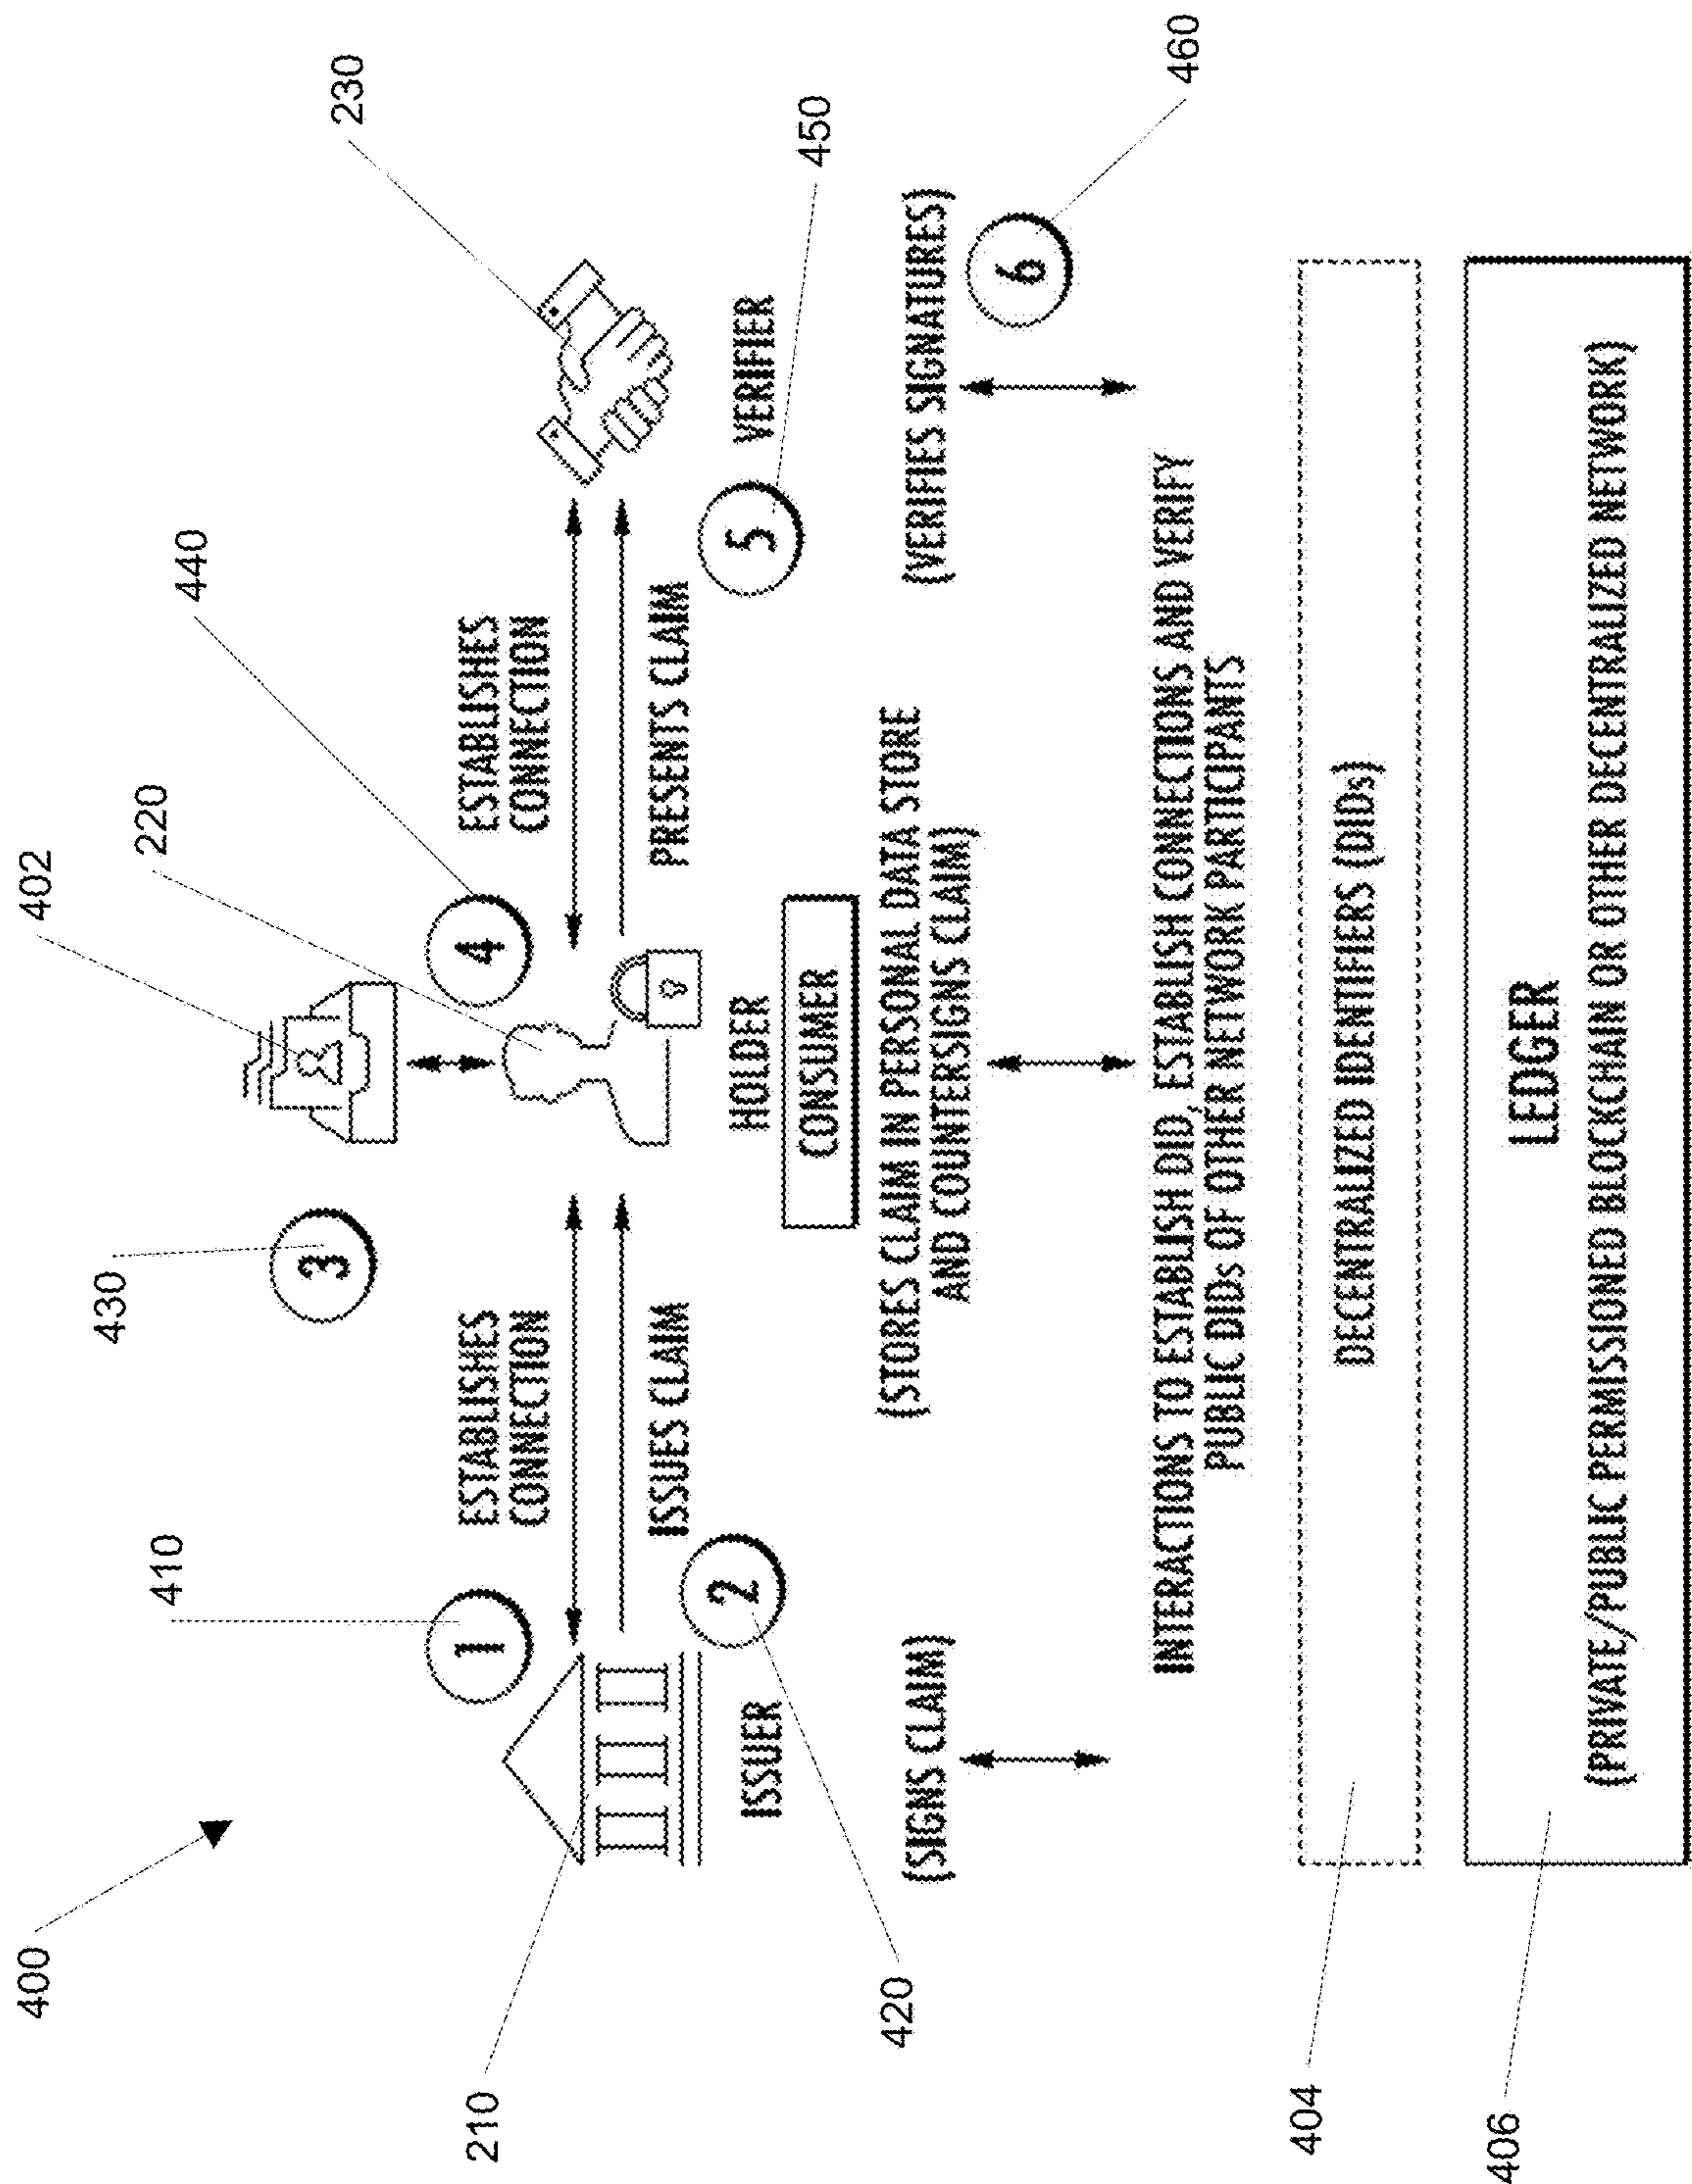 400
402
430
220
440
230
410
3
4
1
ESTABLISHES
CONNECTION
ESTABLISHES
CONNECTION
ISSUES CLAIM
PRESENTS CLAIM
210
2
5
450
ISSUER
HOLDER
VERIFIER
CONSUMER
420
(SIGNS CLAIM)
(STORES CLAIM IN PERSONAL DATA STORE
AND COUNTERSIGNS CLAIM)
(VERIFIES SIGNATURES)
6
460
INTERACTIONS TO ESTABLISH DID, ESTABLISH CONNECTIONS AND VERIFY
PUBLIC DIDs OF OTHER NETWORK PARTICIPANTS
404
DECENTRALIZED IDENTIFIERS (DIDs)
406
LEDGER
(PRIVATE/PUBLIC PERMISSIONED BLOCKCHAIN OR OTHER DECENTRALIZED NETWORK)